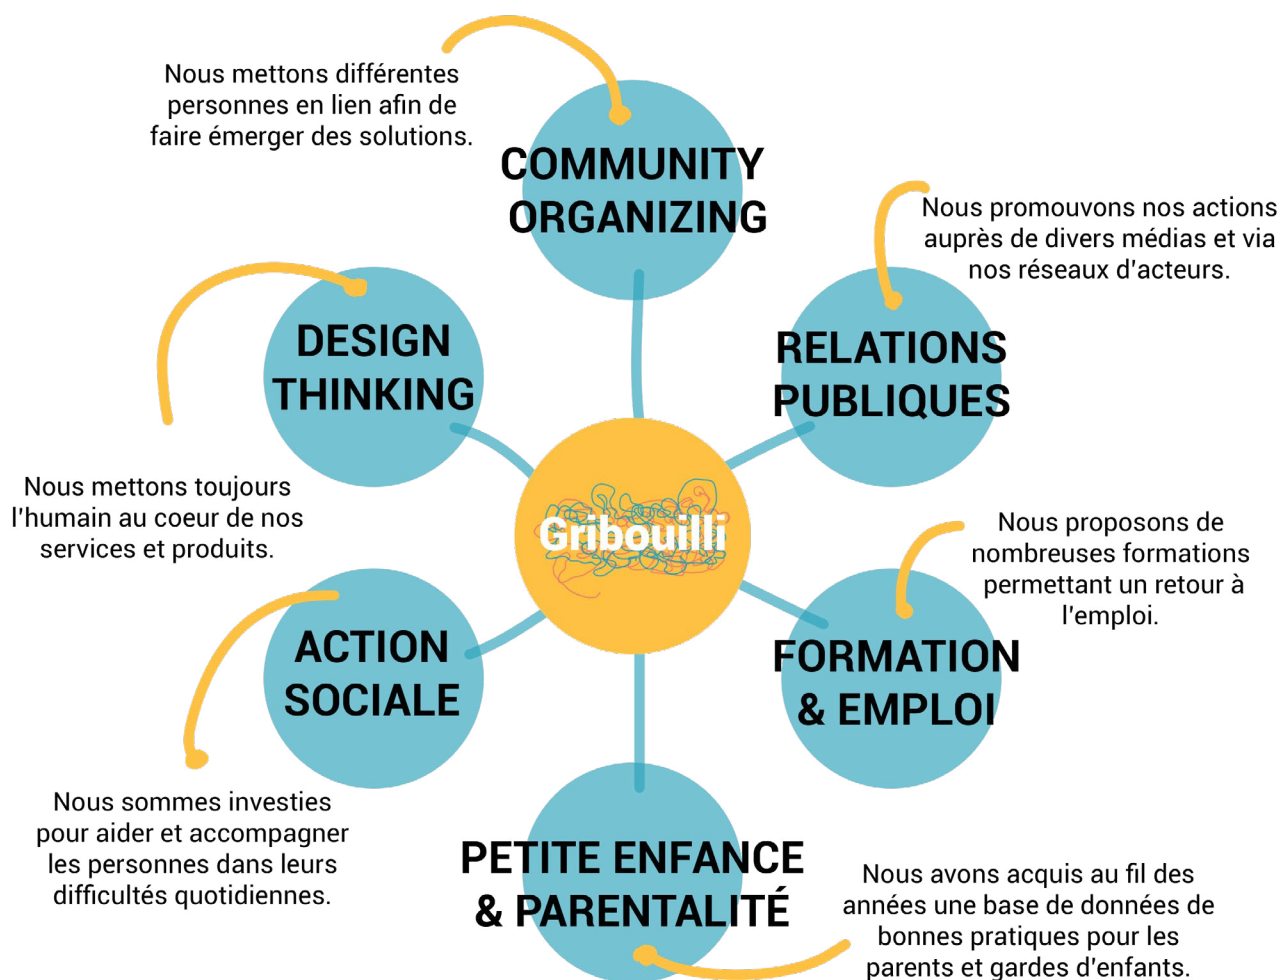 Nous mettons différentes
personnes en lien afin de
faire émerger des solutions.
COMMUNITY
ORGANIZING
Nous promouvons nos actions
auprès de divers médias et via
nos réseaux d'acteurs.
RELATIONS
PUBLIQUES
DESIGN
THINKING
Nous mettons toujours
l'humain au coeur de nos
services et produits.
Gribouilli
Nous proposons de
nombreuses formations
permettant un retour à
l'emploi.
FORMATION
& EMPLOI
ACTION
SOCIALE
Nous sommes investies
pour aider et accompagner
les personnes dans leurs
difficultés quotidiennes.
PETITE ENFANCE
& PARENTALITÉ
Nous avons acquis au fil des
années une base de données de
bonnes pratiques pour les
parents et gardes d'enfants.